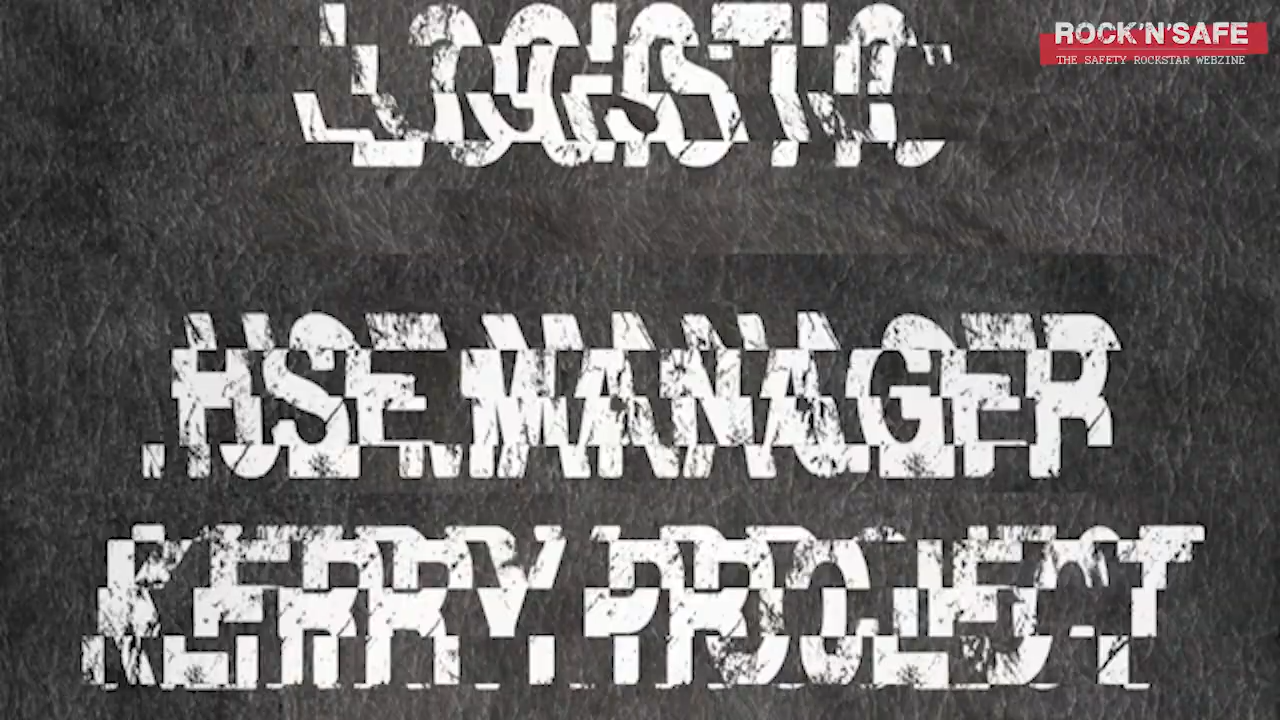 LOGISTIC
ROCK'N'SAFE
THE SAFETY ROCKSTAR WEBZINE
HSE MANAGER
KERRY PROJECT